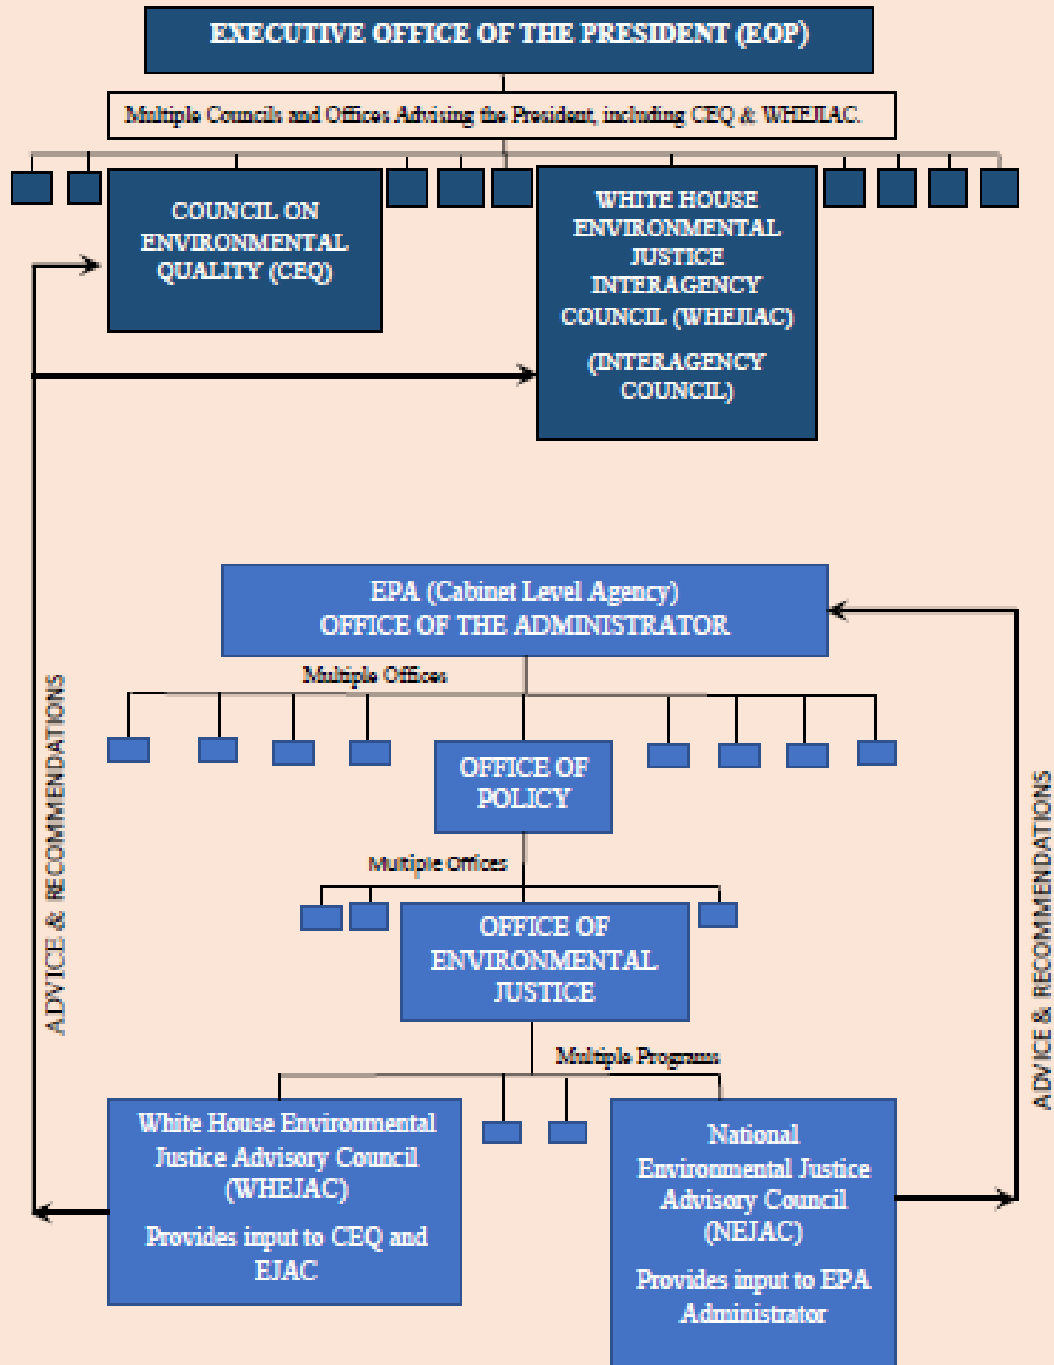 EXECUTIVE OFFICE OF THE PRESIDENT (EOP)
Multiple Councils and Offices Advising the President, including CEQ & WHEJIAC.
COUNCIL ON
ENVIRONMENTAL
QUALITY (CEQ)
WHITE HOUSE
ENVIRONMENTAL
JUSTICE
INTERAGENCY
COUNCIL (WHEJIAC)
(INTERAGENCY
COUNCIL)
EPA (Cabinet Level Agency)
OFFICE OF THE ADMINISTRATOR
Multiple Offices
OFFICE OF
POLICY
Multiple Offices
OFFICE OF
ENVIRONMENTAL
JUSTICE
Multiple Programs
White House Environmental
Justice Advisory Council
(WHEJAC)
Provides input to CEQ and
EJAC
National
Environmental Justice
Advisory Council
(NEJAC)
Provides input to EPA
Administrator
ADVICE & RECOMMENDATIONS
ADVICE & RECOMMENDATIONS